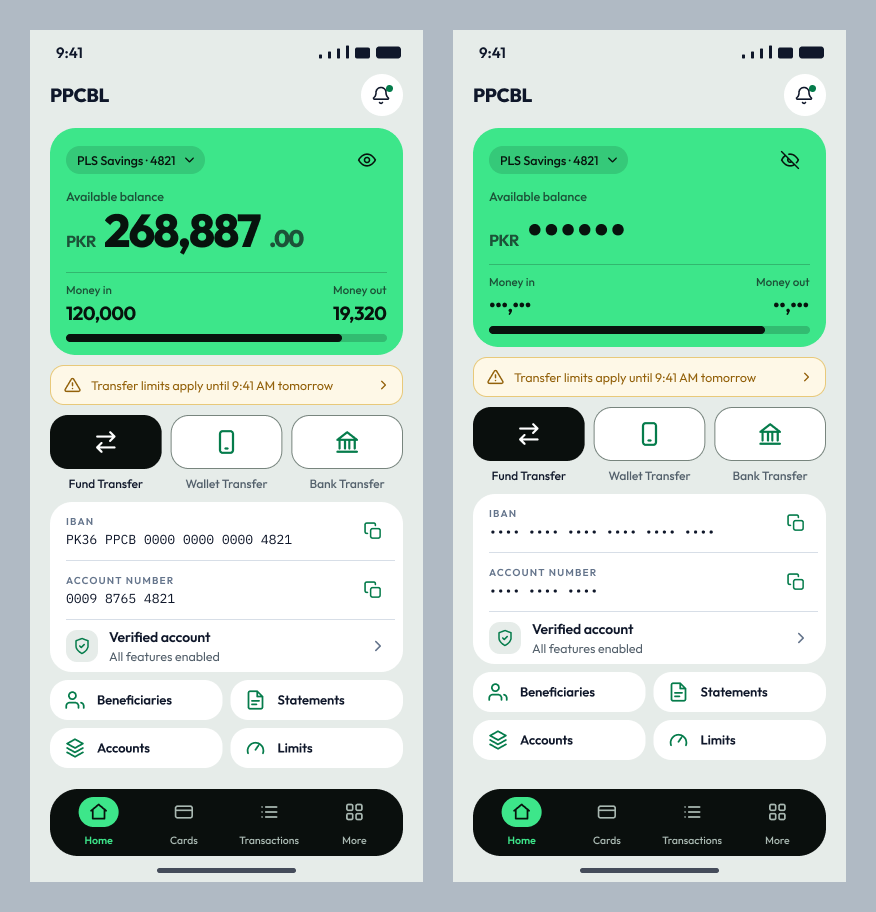 9:41
PPCBL
PLS Savings · 4821
Available balance
PKR 268,887 .00
Money in Money out
120,000 19,320
Transfer limits apply until 9:41 AM tomorrow
Fund Transfer Wallet Transfer Bank Transfer
IBAN
PK36 PPCB 0000 0000 0000 4821
ACCOUNT NUMBER
0009 8765 4821
Verified account
All features enabled
Beneficiaries Statements
Accounts Limits
Home Cards Transactions More
9:41
PPCBL
PLS Savings · 4821
Available balance
PKR ••••••
Money in Money out
•••,••• ••,•••
Transfer limits apply until 9:41 AM tomorrow
Fund Transfer Wallet Transfer Bank Transfer
IBAN
•••• •••• •••• •••• •••• ••••
ACCOUNT NUMBER
•••• •••• ••••
Verified account
All features enabled
Beneficiaries Statements
Accounts Limits
Home Cards Transactions More